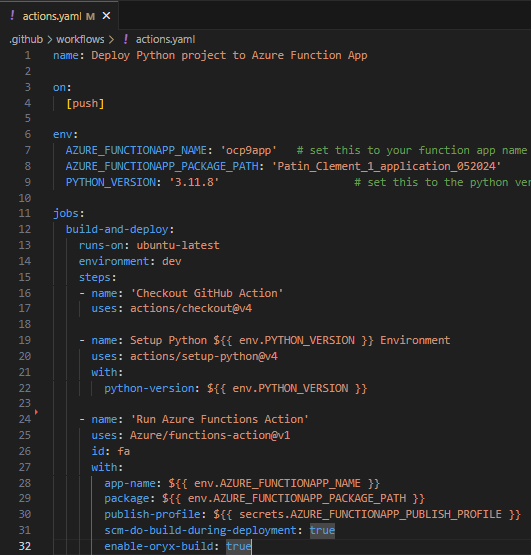 ! actions.yaml M ×
.github > workflows > ! actions.yaml
1 name: Deploy Python project to Azure Function App
2
3 on:
4 [push]
5
6 env:
7 AZURE_FUNCTIONAPP_NAME: 'ocp9app' # set this to your function app name
8 AZURE_FUNCTIONAPP_PACKAGE_PATH: 'Patin_Clement_1_application_052024'
9 PYTHON_VERSION: '3.11.8' # set this to the python ver
10
11 jobs:
12 build-and-deploy:
13 runs-on: ubuntu-latest
14 environment: dev
15 steps:
16 - name: 'Checkout GitHub Action'
17 uses: actions/checkout@v4
18
19 - name: Setup Python ${{ env.PYTHON_VERSION }} Environment
20 uses: actions/setup-python@v4
21 with:
22 python-version: ${{ env.PYTHON_VERSION }}
23
24 - name: 'Run Azure Functions Action'
25 uses: Azure/functions-action@v1
26 id: fa
27 with:
28 app-name: ${{ env.AZURE_FUNCTIONAPP_NAME }}
29 package: ${{ env.AZURE_FUNCTIONAPP_PACKAGE_PATH }}
30 publish-profile: ${{ secrets.AZURE_FUNCTIONAPP_PUBLISH_PROFILE }}
31 scm-do-build-during-deployment: true
32 enable-oryx-build: true